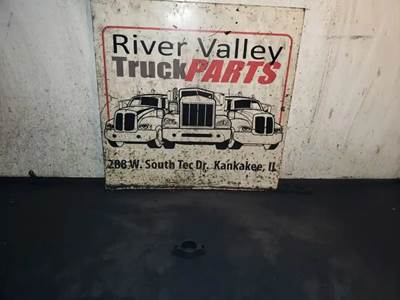 River Valley
TruckPARTS
288 W. South Tec Dr. Kankakee, IL